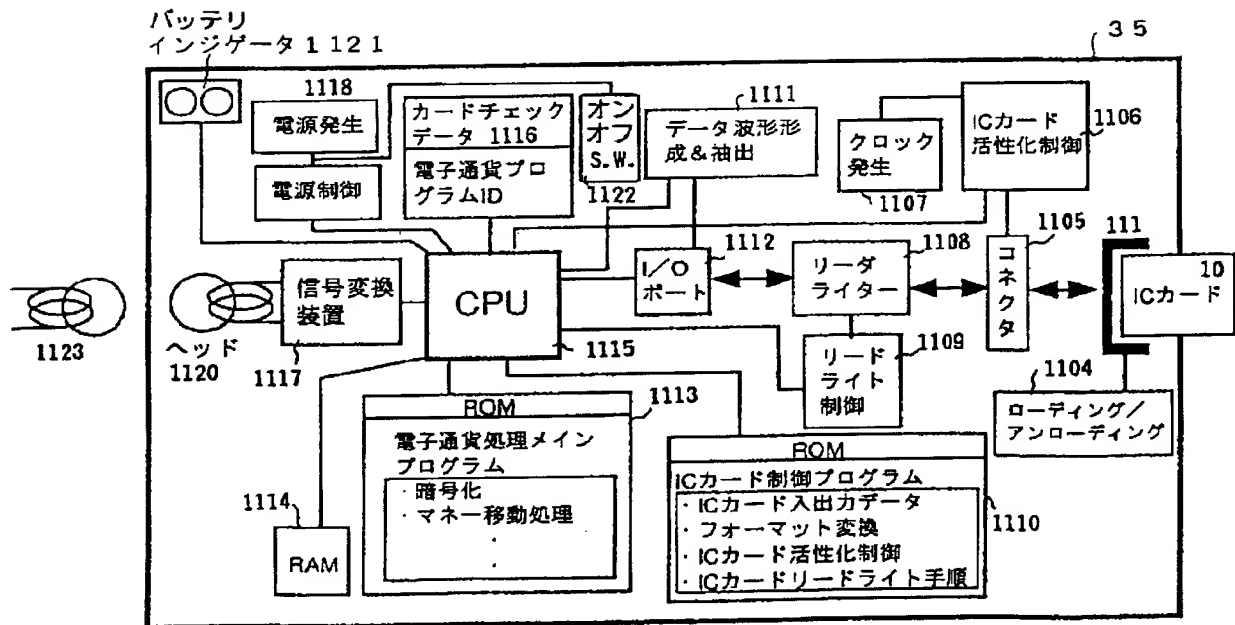 バッテリ
インジゲータ1121
35
1118
電源発生
電源制御
カードチェック
データ 1116
電子通貨プロ
グラムID
オン
オフ
S.W.
1122
1111
データ波形形
成&抽出
クロック
発生
1107
ICカード
活性化制御
1106
1123
ヘッド
1120
信号変換
装置
1117
CPU
1115
I/O
ポート
1112
リーダ
ライター
1108
リード
ライト
制御
1109
コネクタ
1105
111
10
ICカード
1104
ローディング/
アンローディング
ROM
1113
電子通貨処理メイン
プログラム
・暗号化
・マネー移動処理
・
・
1114
RAM
ROM
ICカード制御プログラム
・ICカード入出力データ
・フォーマット変換
・ICカード活性化制御
・ICカードリードライト手順
1110